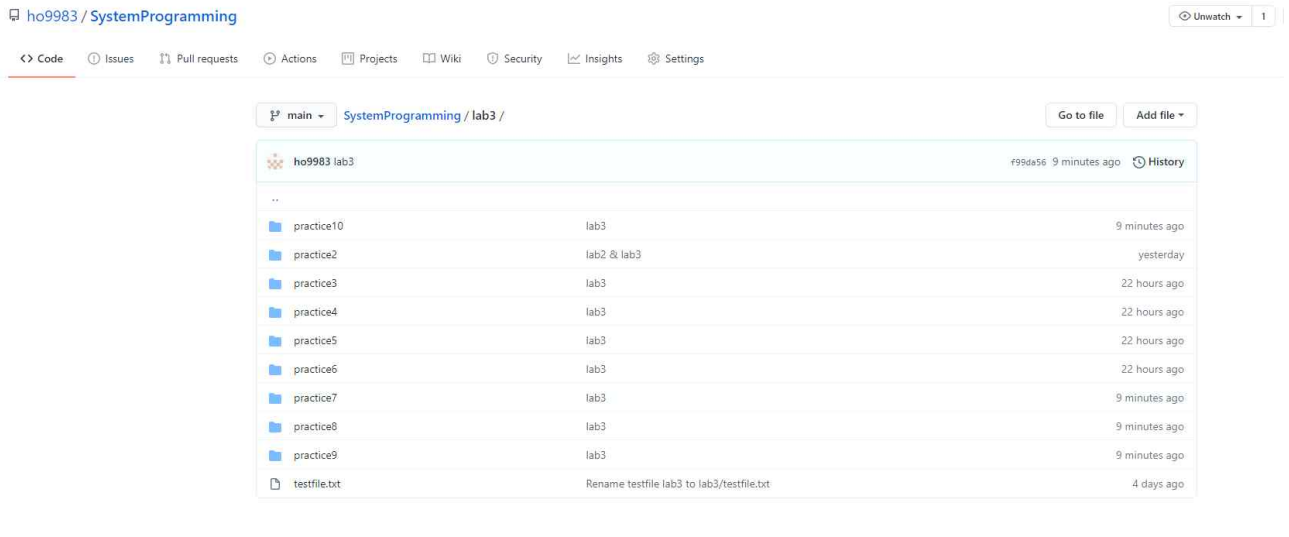 ho9983 / SystemProgramming Unwatch 1
Code Issues Pull requests Actions Projects Wiki Security Insights Settings
main SystemProgramming / lab3 / Go to file Add file
ho9983 lab3 f99da56 9 minutes ago History
..
practice10 lab3 9 minutes ago
practice2 lab2 & lab3 yesterday
practice3 lab3 22 hours ago
practice4 lab3 22 hours ago
practice5 lab3 22 hours ago
practice6 lab3 22 hours ago
practice7 lab3 9 minutes ago
practice8 lab3 9 minutes ago
practice9 lab3 9 minutes ago
testfile.txt Rename testfile lab3 to lab3/testfile.txt 4 days ago